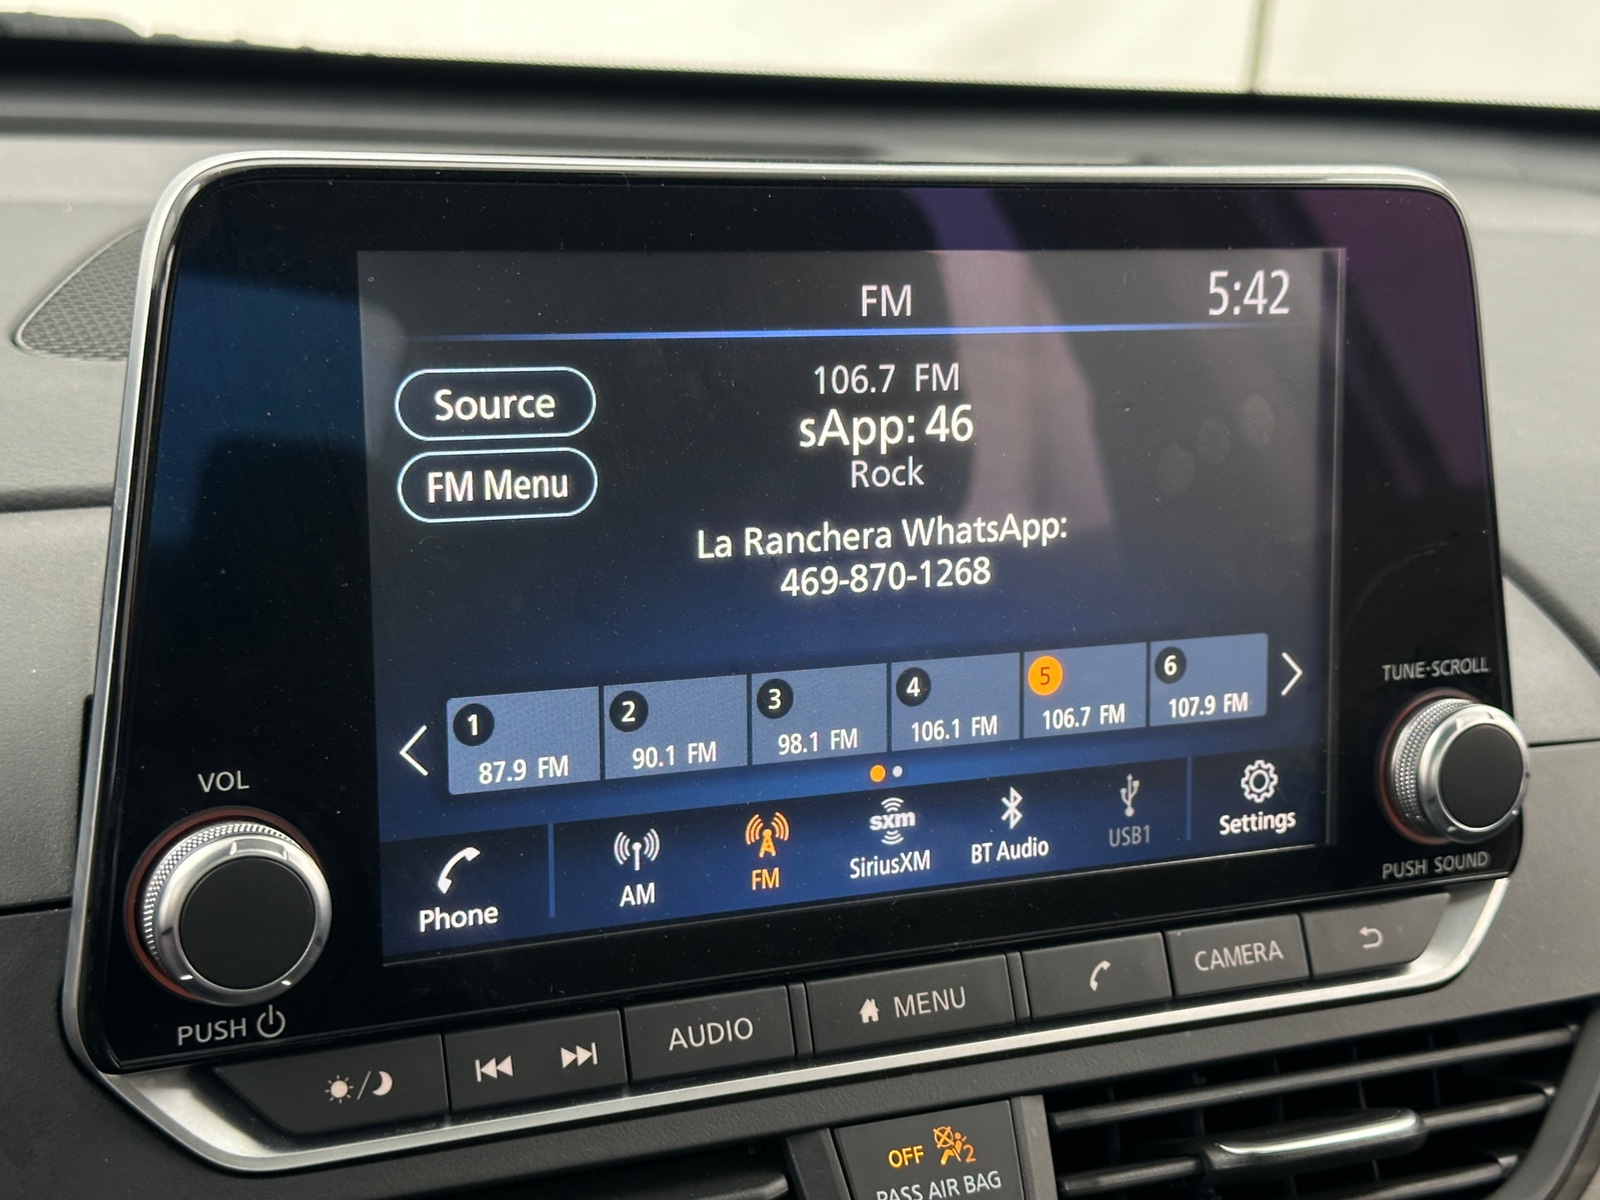 FM
5:42
Source
FM Menu
106.7 FM
sApp: 46
Rock
La Ranchera WhatsApp:
469-870-1268
1
87.9 FM
2
90.1 FM
3
98.1 FM
4
106.1 FM
5
106.7 FM
6
107.9 FM
Phone
AM
FM
sxm
SiriusXM
BT Audio
USB1
Settings
VOL
PUSH
TUNE·SCROLL
PUSH SOUND
AUDIO
MENU
CAMERA
OFF
2
PASS AIR BAG